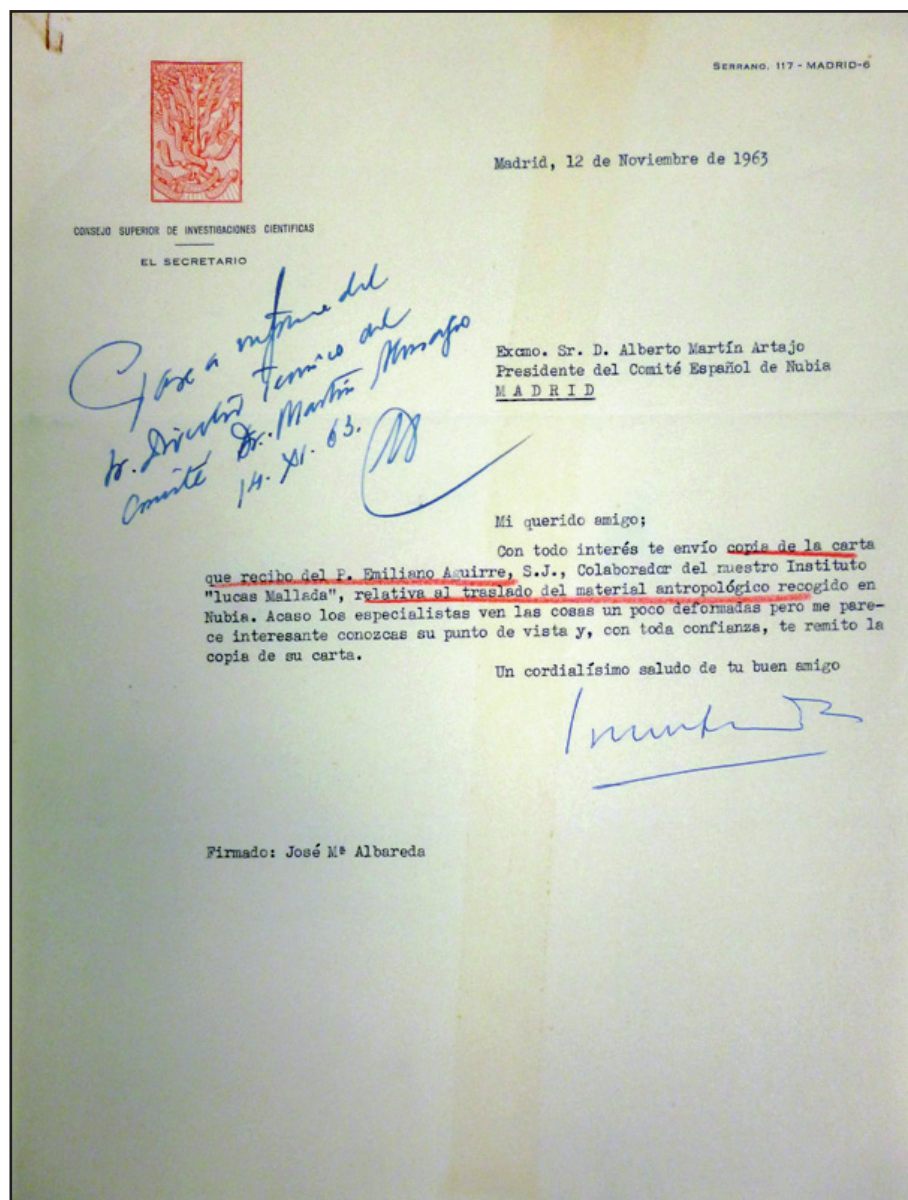 SERRANO, 117 - MADRID-6
Madrid, 12 de Noviembre de 1963
CONSEJO SUPERIOR DE INVESTIGACIONES CIENTIFICAS
EL SECRETARIO
Pase a informe del
Sr. Director Tecnico del
Comité Dr. Martín Almagro
14. XI. 63.
Excmo. Sr. D. Alberto Martín Artajo
Presidente del Comité Español de Nubia
MADRID
Mi querido amigo;
Con todo interés te envío copia de la carta
que recibo del P. Emiliano Aguirre, S.J., Colaborador del nuestro Instituto
"lucas Mallada", relativa al traslado del material antropológico recogido en
Nubia. Acaso los especialistas ven las cosas un poco deformadas pero me pare-
ce interesante conozcas su punto de vista y, con toda confianza, te remito la
copia de su carta.
Un cordialísimo saludo de tu buen amigo
Firmado: José Mª Albareda